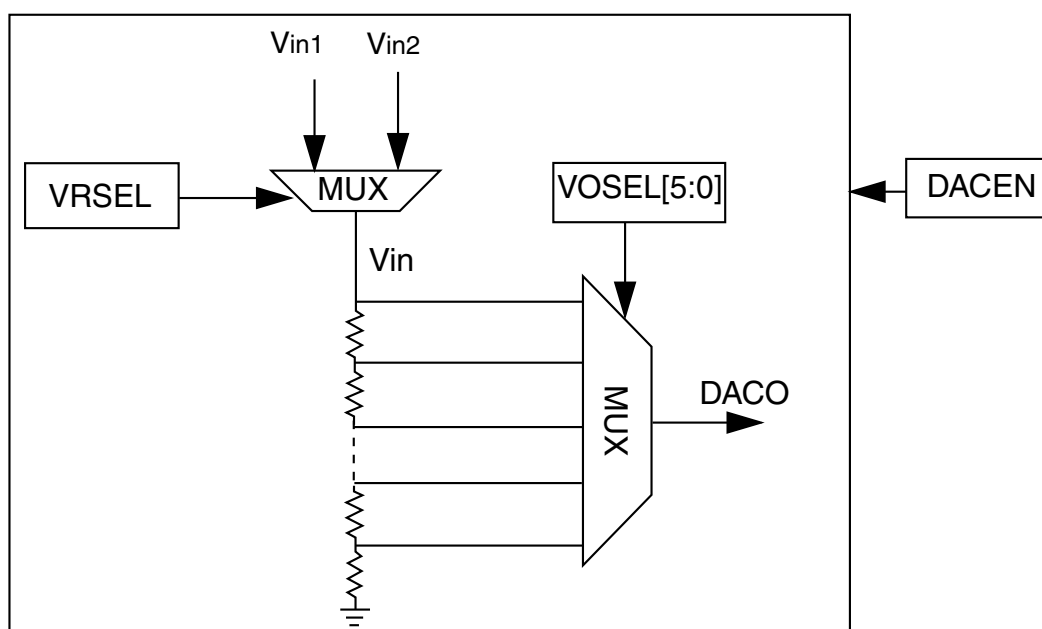 Vin1 Vin2
VRSEL
MUX
VOSEL[5:0]
DACEN
Vin
MUX
DACO